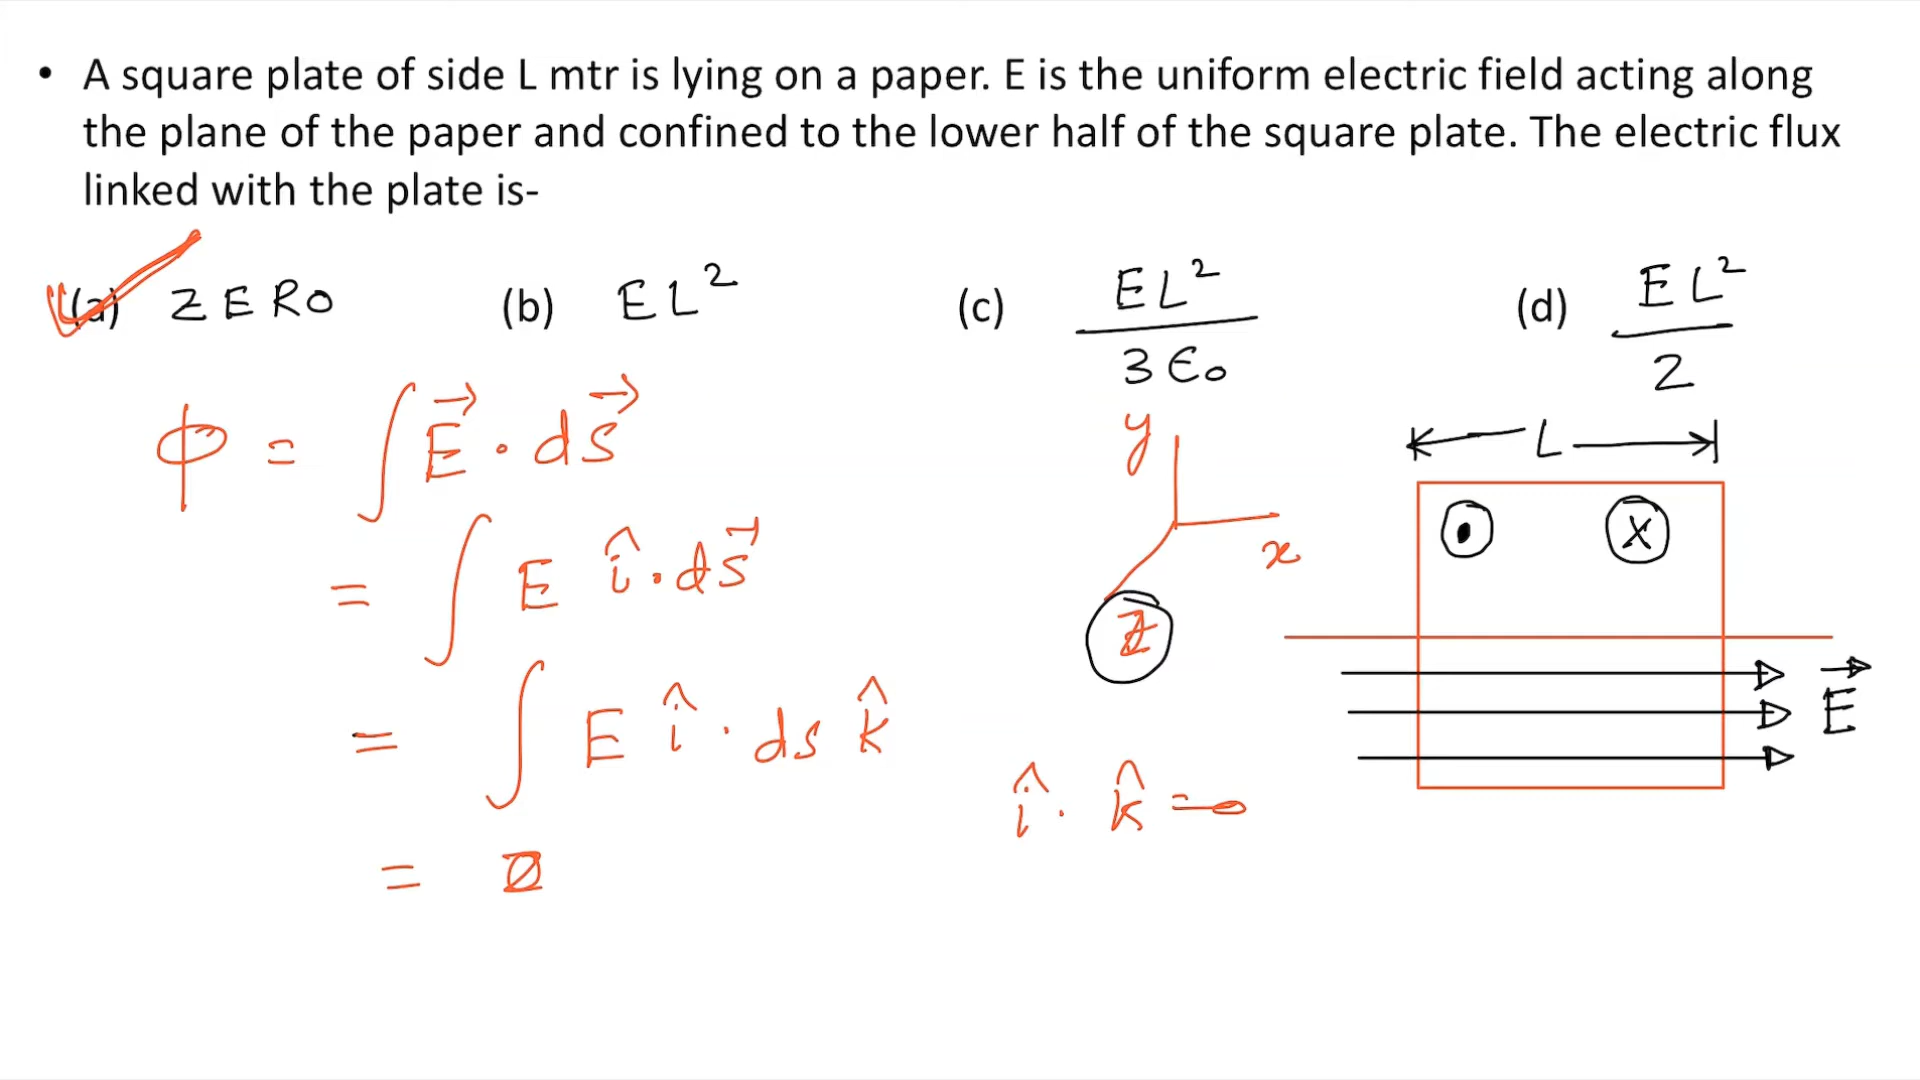 • A square plate of side L mtr is lying on a paper. E is the uniform electric field acting along
the plane of the paper and confined to the lower half of the square plate. The electric flux
linked with the plate is-
(a) ZERO (b) EL² (c) EL²/3ϵ₀ (d) EL²/2
ϕ = ∫ E⃗ · ds⃗
= ∫ E î · ds⃗
= ∫ E î · ds k̂
= 0
y
x
Z
î · k̂ = 0
L
X
E⃗